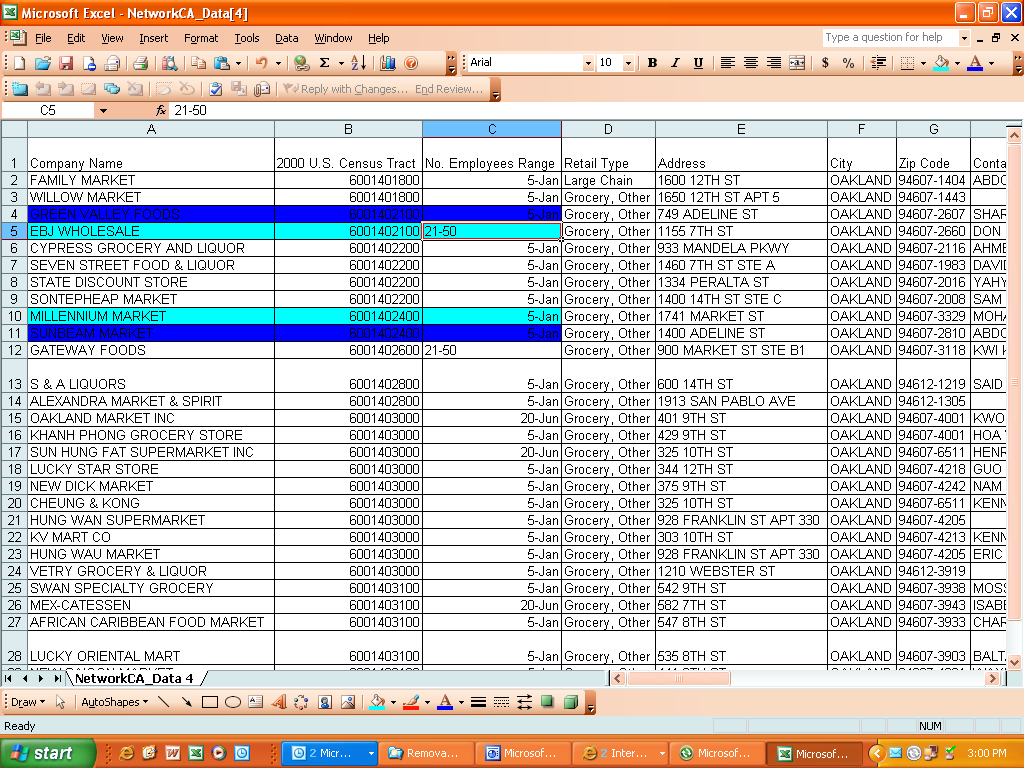 Microsoft Excel - NetworkCA_Data[4]
File Edit View Insert Format Tools Data Window Help Type a question for help
Arial 10 B I U $ %
Reply with Changes... End Review...
C5 fx 21-50
A B C D E F G
1 Company Name 2000 U.S. Census Tract No. Employees Range Retail Type Address City Zip Code Conta
2 FAMILY MARKET 6001401800 5-Jan Large Chain 1600 12TH ST OAKLAND 94607-1404 ABDO
3 WILLOW MARKET 6001401800 5-Jan Grocery, Other 1650 12TH ST APT 5 OAKLAND 94607-1443
4 GREEN VALLEY FOODS 6001402100 5-Jan Grocery, Other 749 ADELINE ST OAKLAND 94607-2607 SHAR
5 EBJ WHOLESALE 6001402100 21-50 Grocery, Other 1155 7TH ST OAKLAND 94607-2660 DON
6 CYPRESS GROCERY AND LIQUOR 6001402200 5-Jan Grocery, Other 933 MANDELA PKWY OAKLAND 94607-2116 AHME
7 SEVEN STREET FOOD & LIQUOR 6001402200 5-Jan Grocery, Other 1460 7TH ST STE A OAKLAND 94607-1983 DAVID
8 STATE DISCOUNT STORE 6001402200 5-Jan Grocery, Other 1334 PERALTA ST OAKLAND 94607-2016 YAHY
9 SONTEPHEAP MARKET 6001402200 5-Jan Grocery, Other 1400 14TH ST STE C OAKLAND 94607-2008 SAM
10 MILLENNIUM MARKET 6001402400 5-Jan Grocery, Other 1741 MARKET ST OAKLAND 94607-3329 MOHA
11 SUNBEAM MARKET 6001402400 5-Jan Grocery, Other 1400 ADELINE ST OAKLAND 94607-2810 ABDO
12 GATEWAY FOODS 6001402600 21-50 Grocery, Other 900 MARKET ST STE B1 OAKLAND 94607-3118 KWI
13 S & A LIQUORS 6001402800 5-Jan Grocery, Other 600 14TH ST OAKLAND 94612-1219 SAID
14 ALEXANDRA MARKET & SPIRIT 6001402800 5-Jan Grocery, Other 1913 SAN PABLO AVE OAKLAND 94612-1305
15 OAKLAND MARKET INC 6001403000 20-Jun Grocery, Other 401 9TH ST OAKLAND 94607-4001 KWO
16 KHANH PHONG GROCERY STORE 6001403000 5-Jan Grocery, Other 429 9TH ST OAKLAND 94607-4001 HOA
17 SUN HUNG FAT SUPERMARKET INC 6001403000 20-Jun Grocery, Other 325 10TH ST OAKLAND 94607-6511 HENR
18 LUCKY STAR STORE 6001403000 5-Jan Grocery, Other 344 12TH ST OAKLAND 94607-4218 GUO
19 NEW DICK MARKET 6001403000 5-Jan Grocery, Other 375 9TH ST OAKLAND 94607-4242 NAM
20 CHEUNG & KONG 6001403000 5-Jan Grocery, Other 325 10TH ST OAKLAND 94607-6511 KENN
21 HUNG WAN SUPERMARKET 6001403000 5-Jan Grocery, Other 928 FRANKLIN ST APT 330 OAKLAND 94607-4205
22 KV MART CO 6001403000 5-Jan Grocery, Other 303 10TH ST OAKLAND 94607-4213 KENN
23 HUNG WAU MARKET 6001403000 5-Jan Grocery, Other 928 FRANKLIN ST APT 330 OAKLAND 94607-4205 ERIC
24 VETRY GROCERY & LIQUOR 6001403000 5-Jan Grocery, Other 1210 WEBSTER ST OAKLAND 94612-3919
25 SWAN SPECIALTY GROCERY 6001403100 5-Jan Grocery, Other 542 9TH ST OAKLAND 94607-3938 MOSS
26 MEX-CATESSEN 6001403100 20-Jun Grocery, Other 582 7TH ST OAKLAND 94607-3943 ISABE
27 AFRICAN CARIBBEAN FOOD MARKET 6001403100 5-Jan Grocery, Other 547 8TH ST OAKLAND 94607-3933 CHAR
28 LUCKY ORIENTAL MART 6001403100 5-Jan Grocery, Other 535 8TH ST OAKLAND 94607-3903 BALT
NetworkCA_Data 4
Draw AutoShapes
Ready NUM
start 2 Micr... Remova... Microsof... 2 Inter... Microsof... Microsof... 3:00 PM